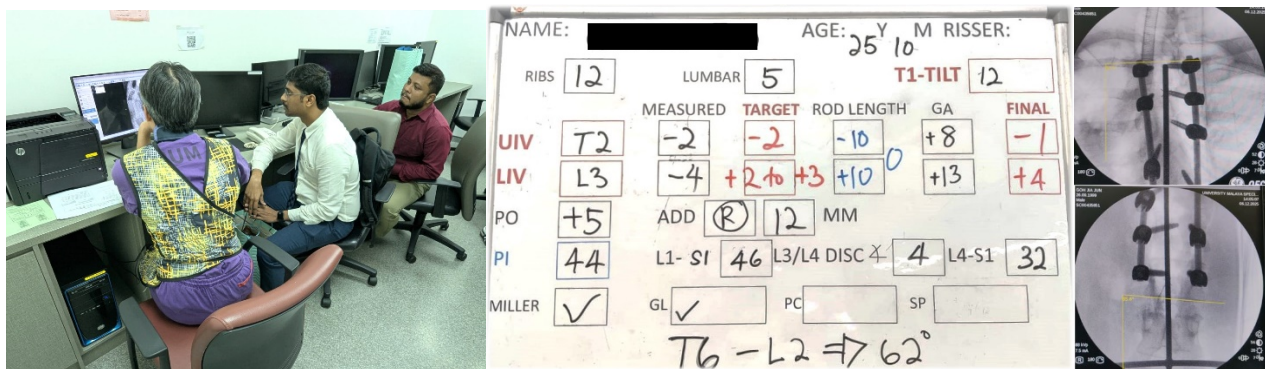 UM
NAME:
AGE: 25 Y 10 M RISSER:
RIBS 12 LUMBAR 5 T1-TILT 12
MEASURED TARGET ROD LENGTH GA FINAL
UIV T2 -2 -2 -10 +8 -1
LIV L3 -4 +2 to +3 +10 0 +13 +4
PO +5 ADD R 12 MM
PI 44 L1-S1 46 L3/L4 DISC 4 L4-S1 32
MILLER ✓ GL ✓ PC SP
T6 - L2 ⇒ 62°